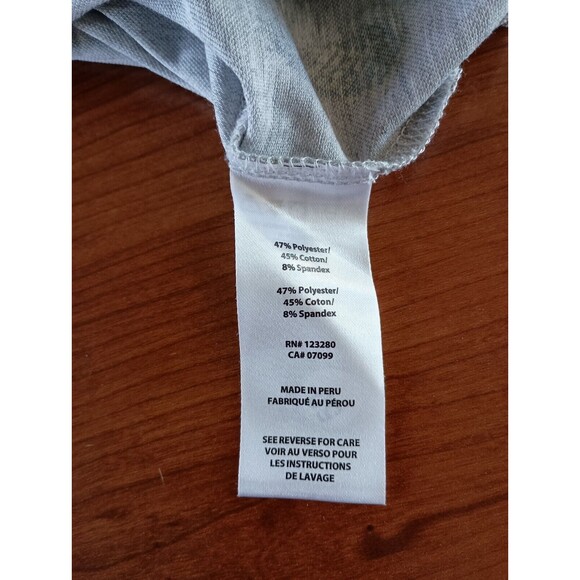 47% Polyester/
45% Cotton/
8% Spandex
47% Polyester/
45% Coton/
8% Spandex
RN# 123280
CA# 07099
MADE IN PERU
FABRIQUÉ AU PÉROU
SEE REVERSE FOR CARE
VOIR AU VERSO POUR
LES INSTRUCTIONS
DE LAVAGE